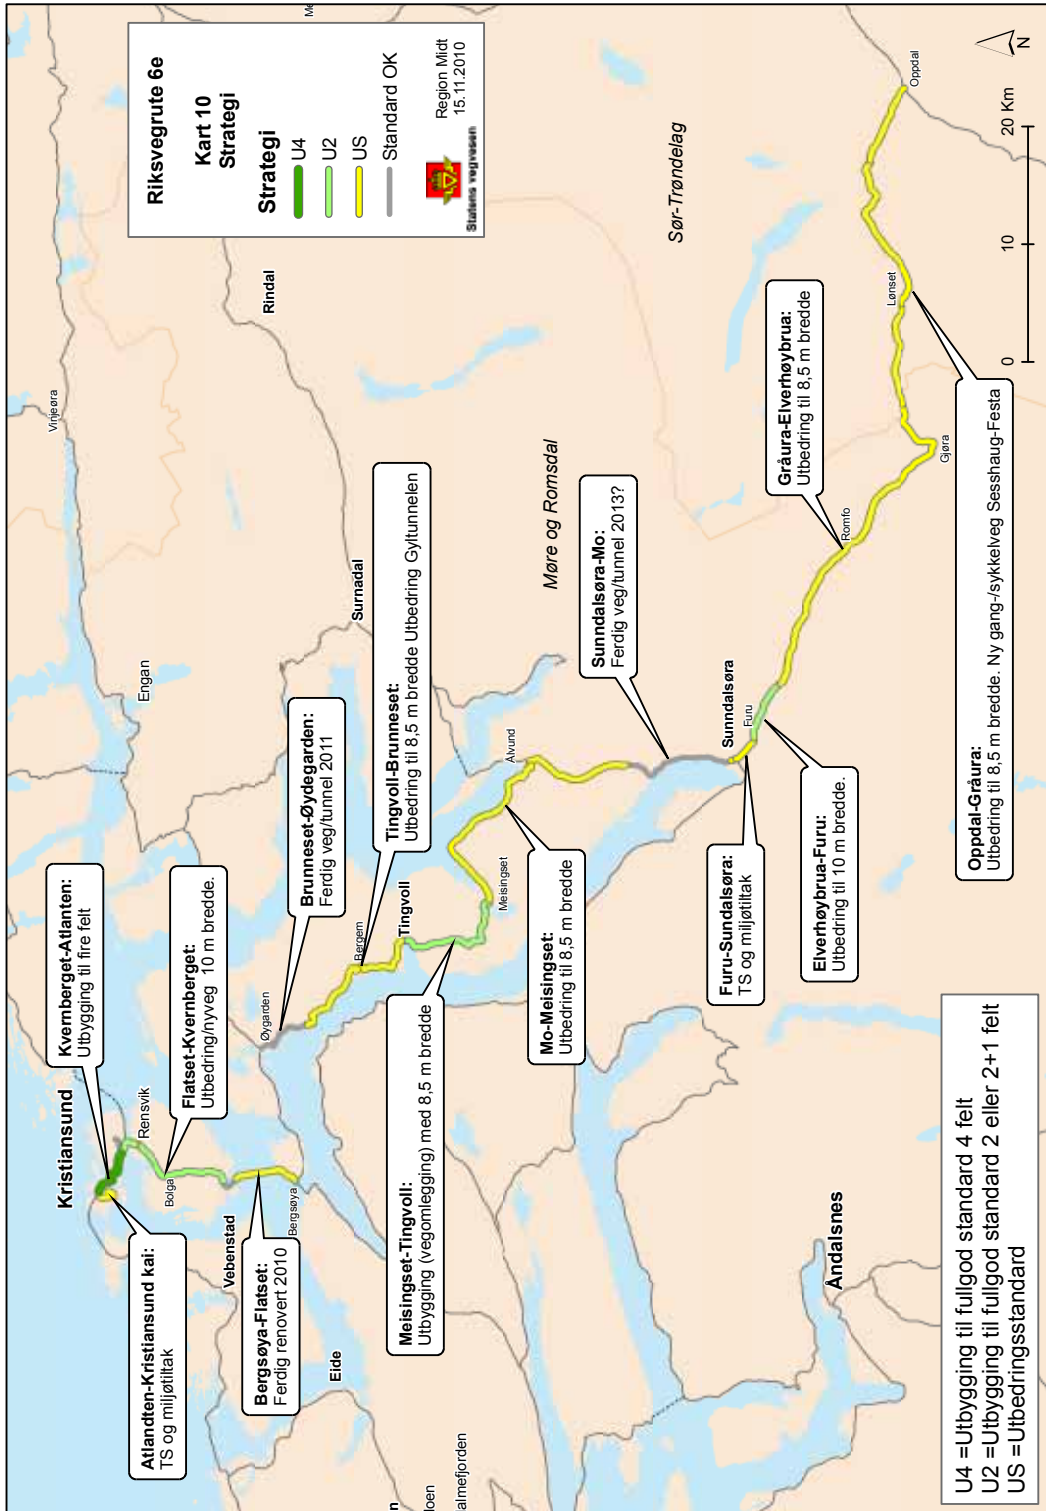 Riksvegrute 6e
Kart 10
Strategi
Strategi
U4
U2
US
Standard OK
Region Midt
15.11.2010
Statens vegvesen
Kristiansund
Kvernberget-Atlanten:
Utbygging til fire felt
Flatset-Kvernberget:
Utbedring/nyveg 10 m bredde.
Atlandten-Kristiansund kai:
TS og miljøtiltak
Bergsøya-Flatset:
Ferdig renovert 2010
Brunneset-Øydegarden:
Ferdig veg/tunnel 2011
Tingvoll-Brunneset:
Utbedring til 8,5 m bredde Utbedring Gyltunnelen
Meisingset-Tingvoll:
Utbygging (vegomlegging) med 8,5 m bredde
Mo-Meisingset:
Utbedring til 8,5 m bredde
Sunndalsøra-Mo:
Ferdig veg/tunnel 2013?
Furu-Sundalsøra:
TS og miljøtiltak
Elverhøybrua-Furu:
Utbedring til 10 m bredde.
Gråura-Elverhøybrua:
Utbedring til 8,5 m bredde
Oppdal-Gråura:
Utbedring til 8,5 m bredde. Ny gang-/sykkelveg Sesshaug-Festa
Rensvik
Bolga
Vebenstad
Bergsøya
Eide
Øygarden
Bergem
Tingvoll
Meisingset
Ålvund
Sunndalsøra
Furu
Romfo
Gjøra
Lønset
Oppdal
Engan
Vinjeøra
Surnadal
Rindal
Me
Møre og Romsdal
Sør-Trøndelag
Åndalsnes
n
loen
almefjorden
0
10
20 Km
N
U4 =Utbygging til fullgod standard 4 felt
U2 =Utbygging til fullgod standard 2 eller 2+1 felt
US =Utbedringsstandard